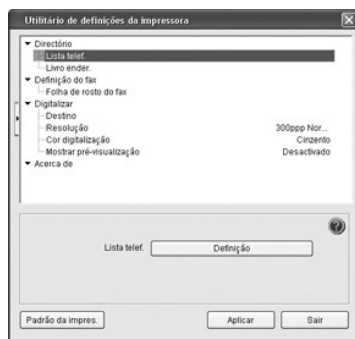 Utilitário de definições da impressora
Directório
Lista telef.
Livro ender.
Definição do fax
Folha de rosto do fax
Digitalizar
Destino
Resolução 300ppp Nor...
Cor digitalização Cinzento
Mostrar pré-visualização Desactivado
Acerca de
?
Lista telef. Definição
Padrão da impres. Aplicar Sair